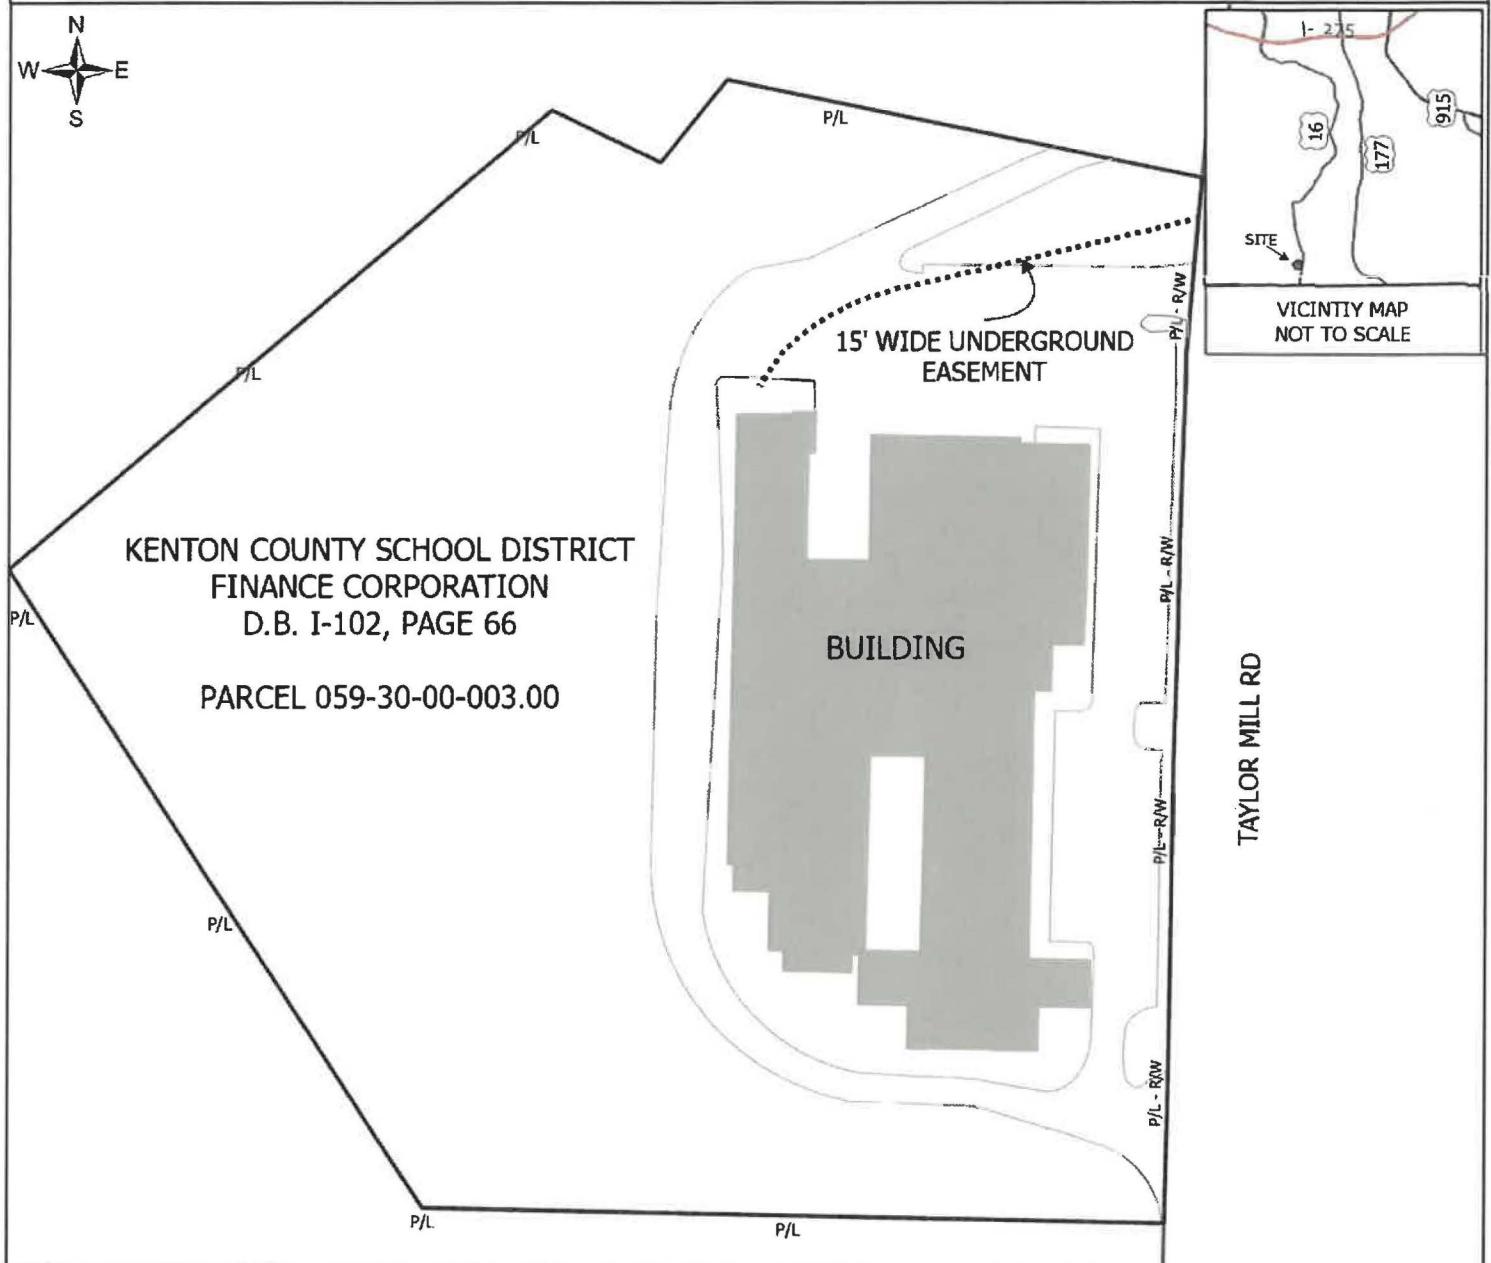 N
W E
S
I- 275
16
177
915
SITE
VICINTIY MAP
NOT TO SCALE
P/L
P/L
P/L
P/L
P/L
P/L
P/L
P/L - R/W
P/L - R/W
P/L - R/W
P/L - R/W
15' WIDE UNDERGROUND
EASEMENT
KENTON COUNTY SCHOOL DISTRICT
FINANCE CORPORATION
D.B. I-102, PAGE 66
PARCEL 059-30-00-003.00
BUILDING
TAYLOR MILL RD